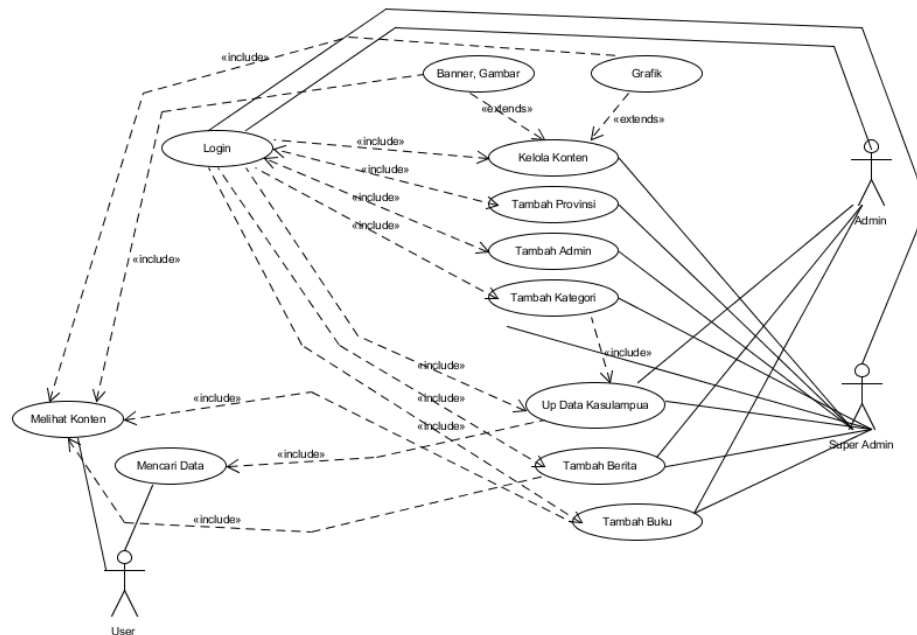 «include»
Banner, Gambar
Grafik
«extends»
«extends»
Login
«include»
Kelola Konten
«include»
Tambah Provinsi
Admin
«include»
Tambah Admin
«include»
«include»
Tambah Kategori
«include»
«include»
Melihat Konten
Up Data Kasulampua
«include»
Super Admin
«include»
Mencari Data
«include»
Tambah Berita
«include»
Tambah Buku
User